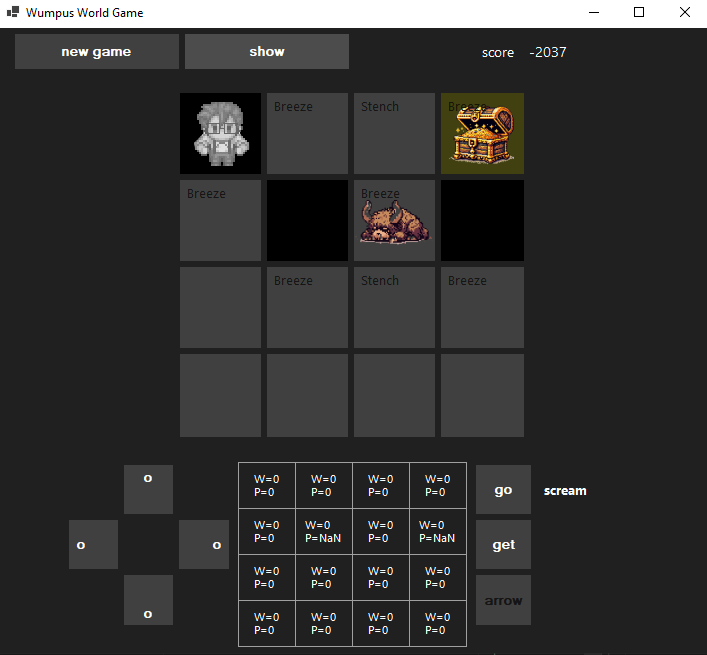 Wumpus World Game
new game show score -2037
Breeze Stench Breeze
Breeze Breeze
Breeze Stench Breeze
o
o o
o
W=0 W=0 W=0 W=0
P=0 P=0 P=0 P=0
W=0 W=0 W=0 W=0
P=0 P=NaN P=0 P=NaN
W=0 W=0 W=0 W=0
P=0 P=0 P=0 P=0
W=0 W=0 W=0 W=0
P=0 P=0 P=0 P=0
go scream
get
arrow